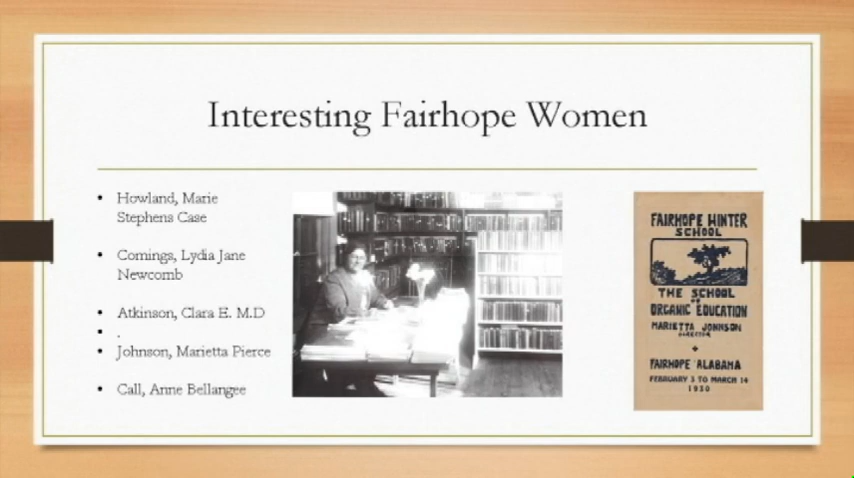 Interesting Fairhope Women
• Howland, Marie
Stephens Case
• Comings, Lydia Jane
Newcomb
• Atkinson, Clara E. M.D
• .
• Johnson, Marietta Pierce
• Call, Anne Bellangee
FAIRHOPE WINTER
SCHOOL
THE SCHOOL
OF
ORGANIC EDUCATION
MARIETTA JOHNSON
DIRECTOR
FAIRHOPE ALABAMA
FEBRUARY 3 TO MARCH 14
1930